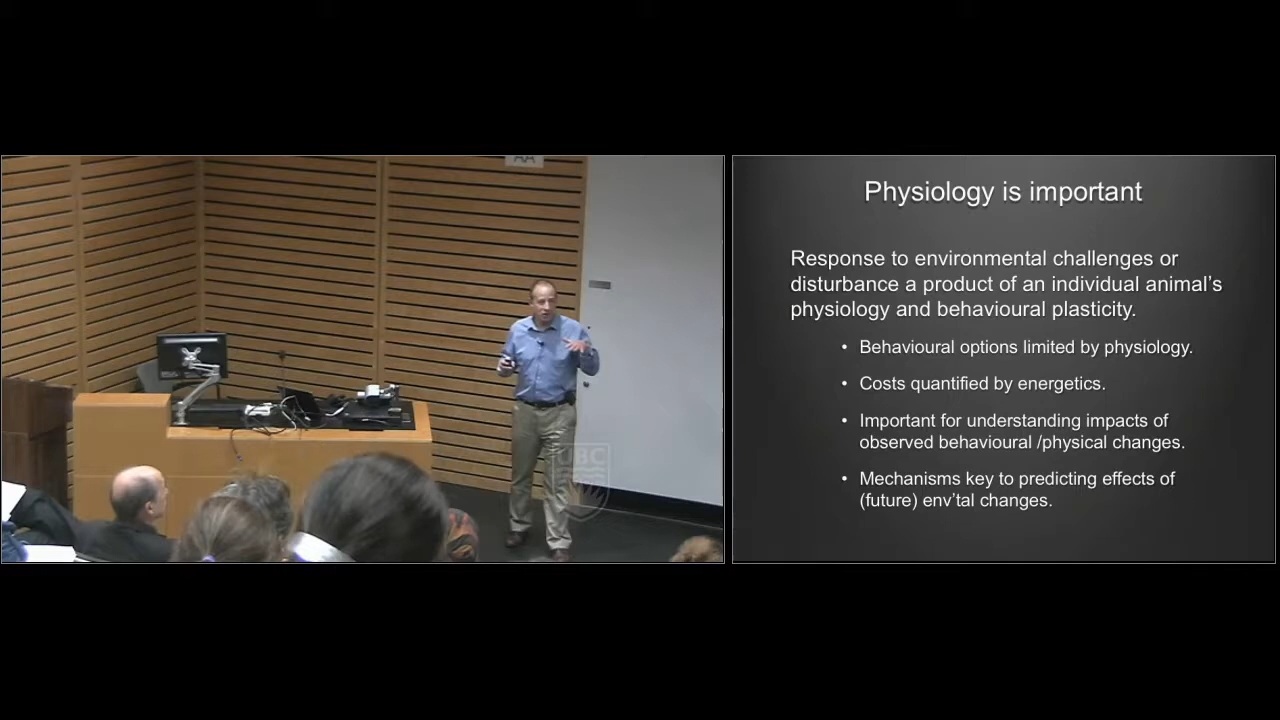 AA
UBC
Physiology is important
Response to environmental challenges or
disturbance a product of an individual animal’s
physiology and behavioural plasticity.
• Behavioural options limited by physiology.
• Costs quantified by energetics.
• Important for understanding impacts of
observed behavioural /physical changes.
• Mechanisms key to predicting effects of
(future) env’tal changes.